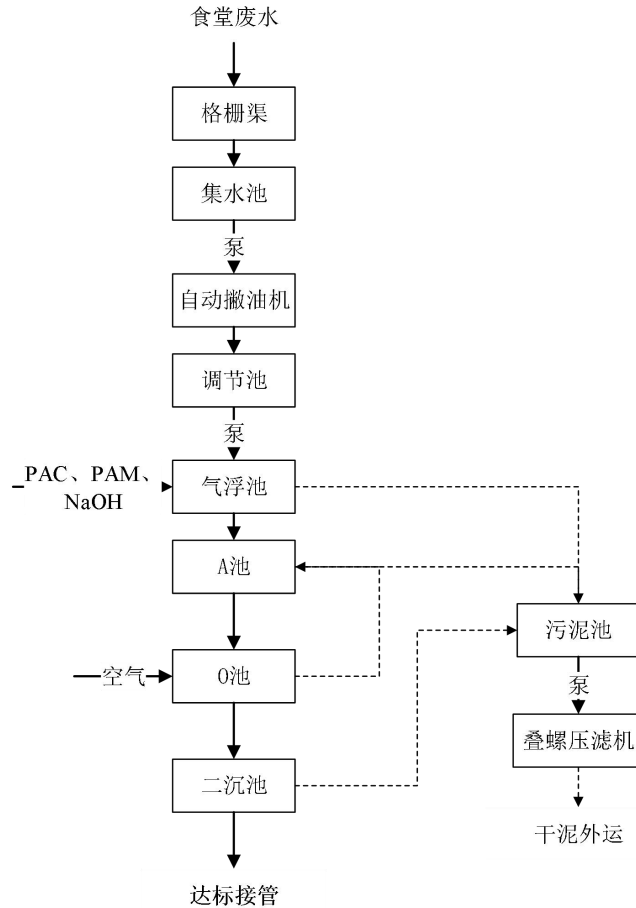 食堂废水
格栅渠
集水池
泵
自动撇油机
调节池
泵
PAC、PAM、
NaOH
气浮池
A池
污泥池
空气
O池
泵
叠螺压滤机
二沉池
干泥外运
达标接管